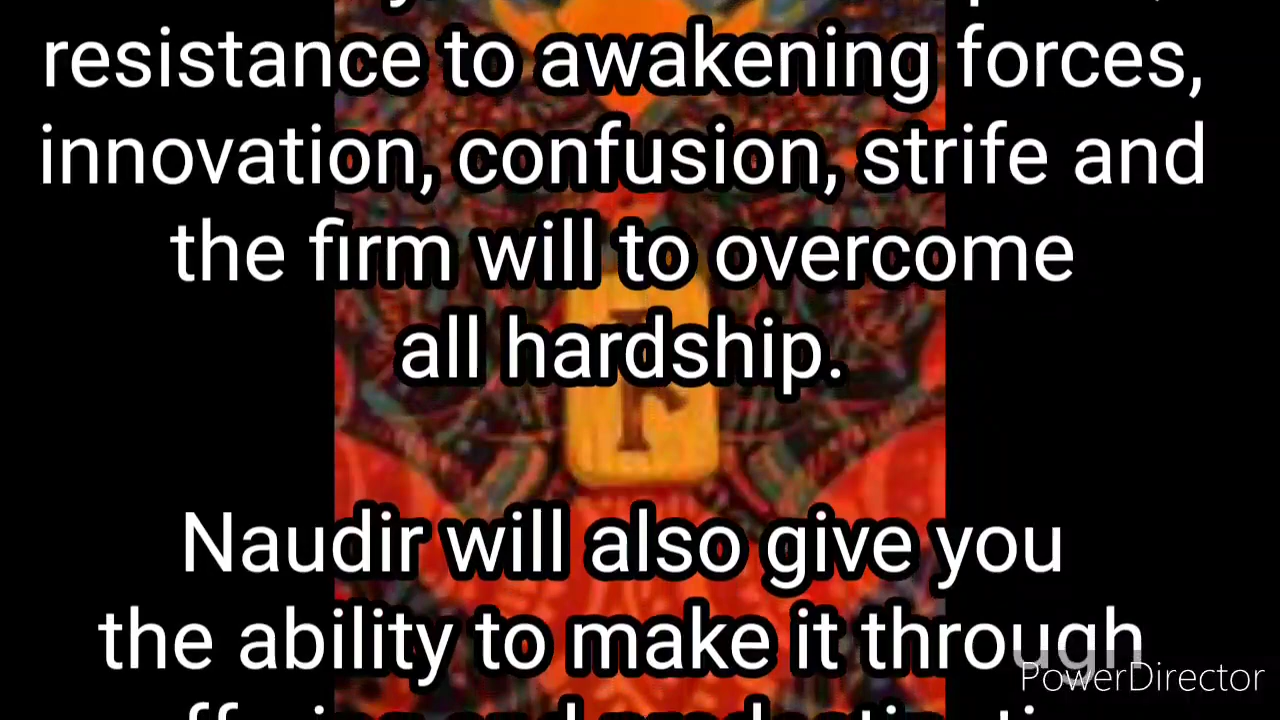 resistance to awakening forces,
innovation, confusion, strife and
the firm will to overcome
all hardship.
Naudir will also give you
the ability to make it through
PowerDirector